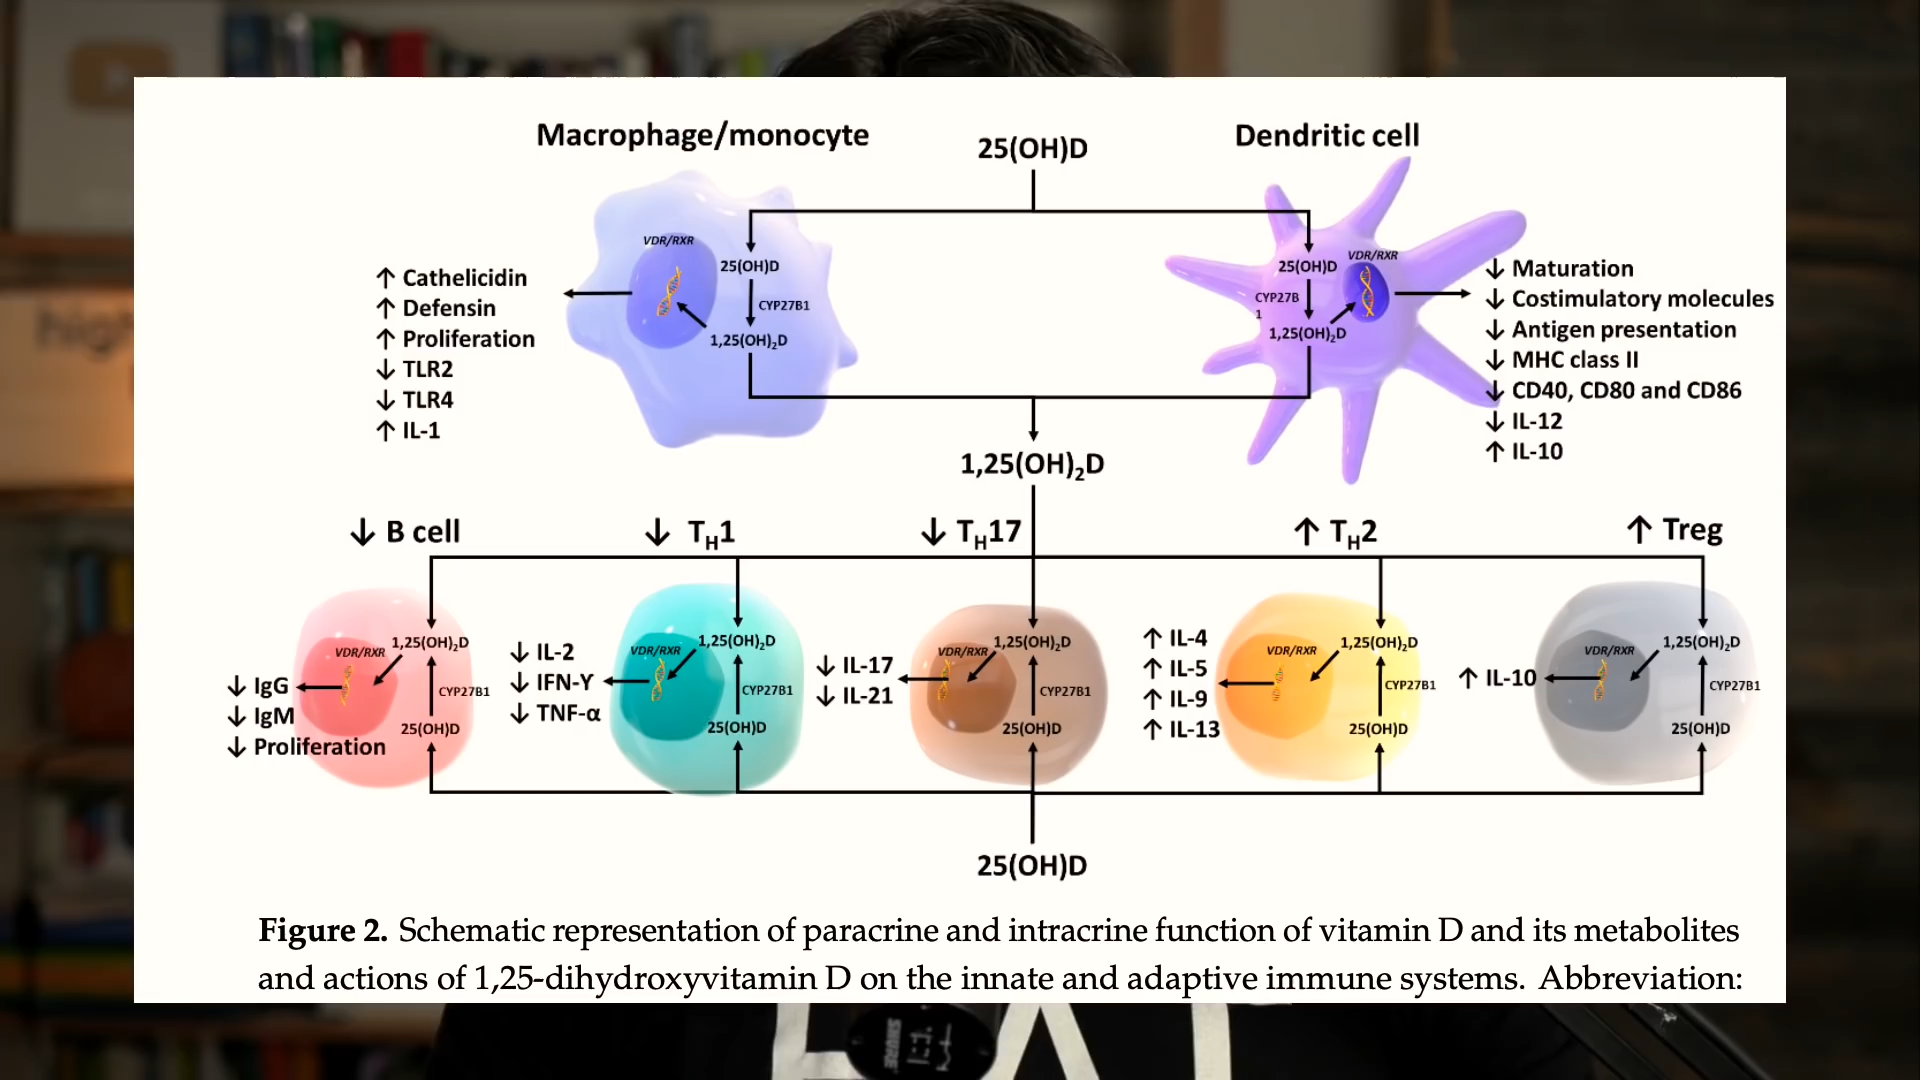 Macrophage/monocyte
25(OH)D
Dendritic cell
VDR/RXR
25(OH)D
CYP27B1
1,25(OH)₂D
↑ Cathelicidin
↑ Defensin
↑ Proliferation
↓ TLR2
↓ TLR4
↑ IL-1
25(OH)D
VDR/RXR
CYP27B
1
1,25(OH)₂D
↓ Maturation
↓ Costimulatory molecules
↓ Antigen presentation
↓ MHC class II
↓ CD40, CD80 and CD86
↓ IL-12
↑ IL-10
1,25(OH)₂D
↓ B cell
↓ TH1
↓ TH17
↑ TH2
↑ Treg
1,25(OH)₂D
VDR/RXR
CYP27B1
25(OH)D
↓ IgG
↓ IgM
↓ Proliferation
1,25(OH)₂D
VDR/RXR
CYP27B1
25(OH)D
↓ IL-2
↓ IFN-Y
↓ TNF-α
1,25(OH)₂D
VDR/RXR
CYP27B1
25(OH)D
↓ IL-17
↓ IL-21
1,25(OH)₂D
VDR/RXR
CYP27B1
25(OH)D
↑ IL-4
↑ IL-5
↑ IL-9
↑ IL-13
1,25(OH)₂D
VDR/RXR
CYP27B1
25(OH)D
↑ IL-10
25(OH)D
Figure 2. Schematic representation of paracrine and intracrine function of vitamin D and its metabolites
and actions of 1,25-dihydroxyvitamin D on the innate and adaptive immune systems. Abbreviation:
high
SHURE